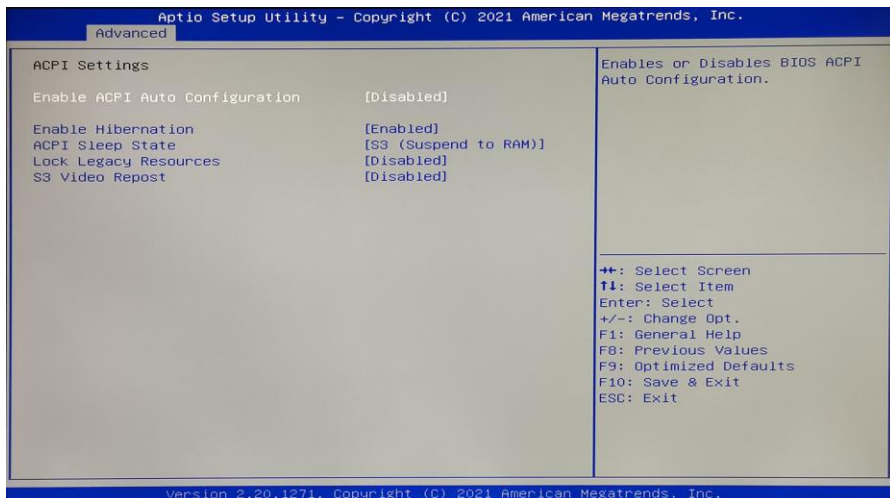 Aptio Setup Utility – Copyright (C) 2021 American Megatrends, Inc.
Advanced
ACPI Settings
Enable ACPI Auto Configuration [Disabled]
Enable Hibernation [Enabled]
ACPI Sleep State [S3 (Suspend to RAM)]
Lock Legacy Resources [Disabled]
S3 Video Repost [Disabled]
Enables or Disables BIOS ACPI
Auto Configuration.
→←: Select Screen
↑↓: Select Item
Enter: Select
+/-: Change Opt.
F1: General Help
F8: Previous Values
F9: Optimized Defaults
F10: Save & Exit
ESC: Exit
Version 2.20.1271. Copyright (C) 2021 American Megatrends, Inc.